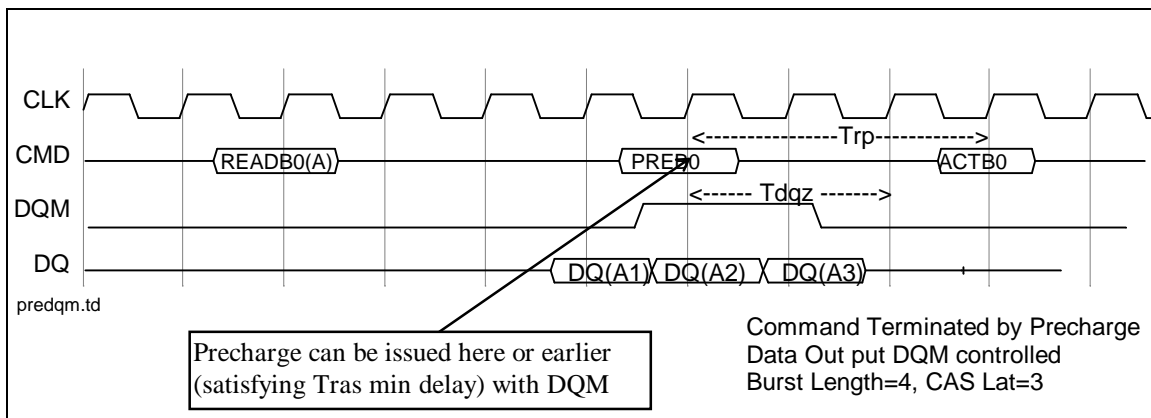 CLK
<------------------Trp------------------>
CMD
READB0(A)
PREB0
ACTB0
<------ Tdqz ------->
DQM
DQ
DQ(A1)
DQ(A2)
DQ(A3)
predqm.td
Precharge can be issued here or earlier
(satisfying Tras min delay) with DQM
Command Terminated by Precharge
Data Out put DQM controlled
Burst Length=4, CAS Lat=3